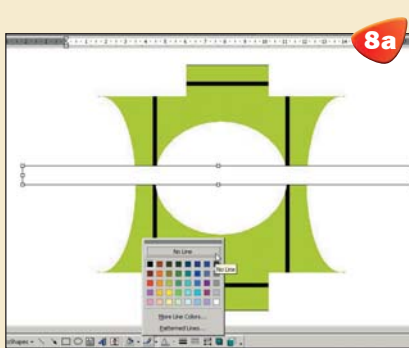 8a
No Line
No Line
More Line Colors...
Patterned Lines...